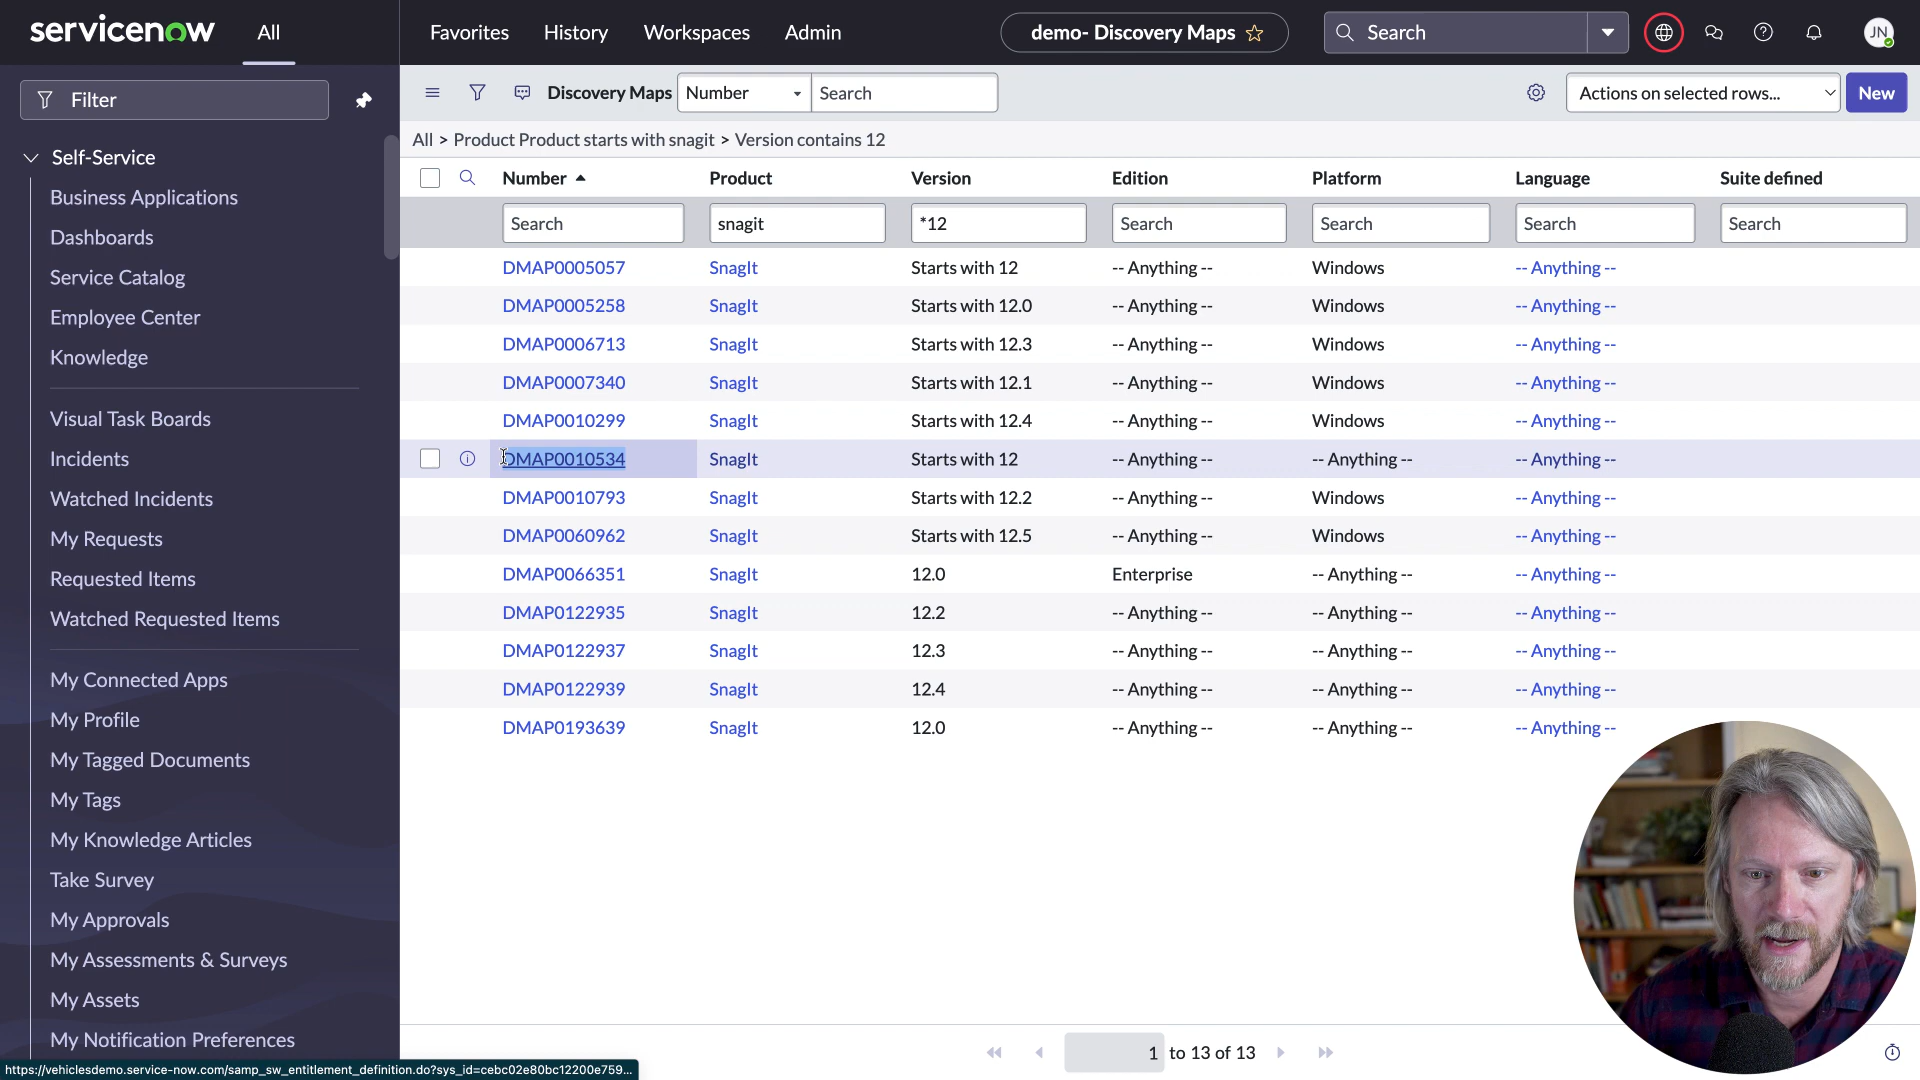 servicenow
All
Favorites
History
Workspaces
Admin
demo- Discovery Maps
Search
JN
Filter
Discovery Maps
Number
Search
Actions on selected rows...
New
All > Product Product starts with snagit > Version contains 12
Self-Service
Business Applications
Dashboards
Service Catalog
Employee Center
Knowledge
Visual Task Boards
Incidents
Watched Incidents
My Requests
Requested Items
Watched Requested Items
My Connected Apps
My Profile
My Tagged Documents
My Tags
My Knowledge Articles
Take Survey
My Approvals
My Assessments & Surveys
My Assets
My Notification Preferences
Number Product Version Edition Platform Language Suite defined
Search snagit *12 Search Search Search Search
DMAP0005057 SnagIt Starts with 12 -- Anything -- Windows -- Anything --
DMAP0005258 SnagIt Starts with 12.0 -- Anything -- Windows -- Anything --
DMAP0006713 SnagIt Starts with 12.3 -- Anything -- Windows -- Anything --
DMAP0007340 SnagIt Starts with 12.1 -- Anything -- Windows -- Anything --
DMAP0010299 SnagIt Starts with 12.4 -- Anything -- Windows -- Anything --
DMAP0010534 SnagIt Starts with 12 -- Anything -- -- Anything -- -- Anything --
DMAP0010793 SnagIt Starts with 12.2 -- Anything -- Windows -- Anything --
DMAP0060962 SnagIt Starts with 12.5 -- Anything -- Windows -- Anything --
DMAP0066351 SnagIt 12.0 Enterprise -- Anything -- -- Anything --
DMAP0122935 SnagIt 12.2 -- Anything -- -- Anything -- -- Anything --
DMAP0122937 SnagIt 12.3 -- Anything -- -- Anything -- -- Anything --
DMAP0122939 SnagIt 12.4 -- Anything -- -- Anything -- -- Anything --
DMAP0193639 SnagIt 12.0 -- Anything -- -- Anything -- -- Anything --
1 to 13 of 13
https://vehiclesdemo.service-now.com/samp_sw_entitlement_definition.do?sys_id=cebc02e80bc12200e759...